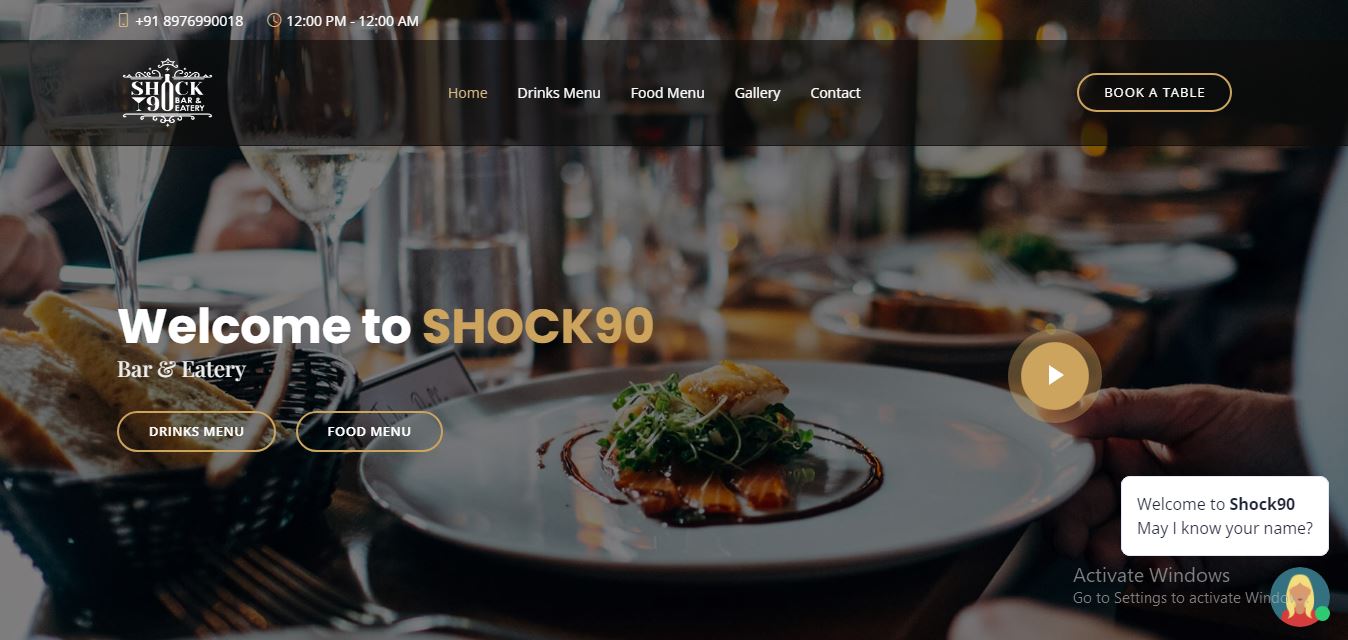 +91 8976990018
12:00 PM - 12:00 AM
SHOCK
90 BAR &
EATERY
Home
Drinks Menu
Food Menu
Gallery
Contact
BOOK A TABLE
Welcome to SHOCK90
Bar & Eatery
DRINKS MENU
FOOD MENU
Welcome to Shock90
May I know your name?
Activate Windows
Go to Settings to activate Windo